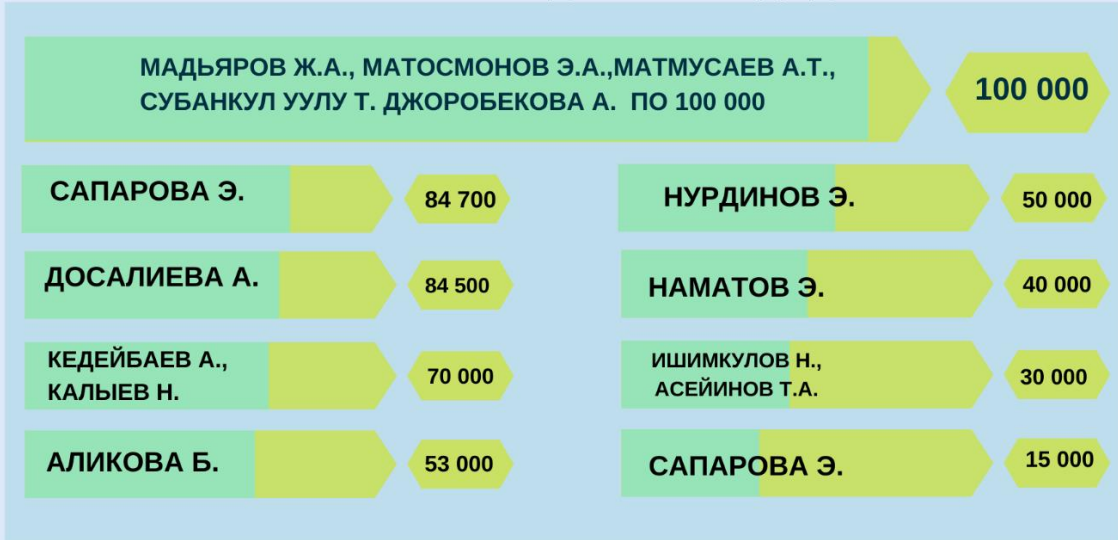 МАДЬЯРОВ Ж.А., МАТОСМОНОВ Э.А.,МАТМУСАЕВ А.Т.,
СУБАНКУЛ УУЛУ Т. ДЖОРОБЕКОВА А. ПО 100 000
100 000
САПАРОВА Э.
84 700
ДОСАЛИЕВА А.
84 500
КЕДЕЙБАЕВ А.,
КАЛЫЕВ Н.
70 000
АЛИКОВА Б.
53 000
НУРДИНОВ Э.
50 000
НАМАТОВ Э.
40 000
ИШИМКУЛОВ Н.,
АСЕЙИНОВ Т.А.
30 000
САПАРОВА Э.
15 000